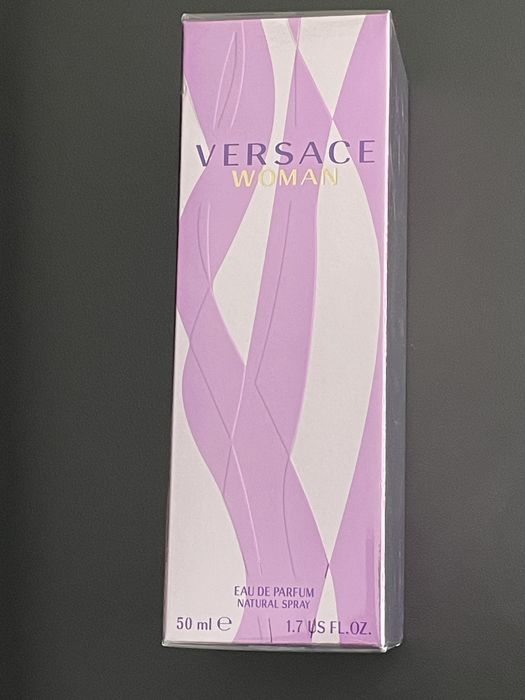 VERSACE
WOMAN
EAU DE PARFUM
NATURAL SPRAY
50 ml ℮ 1.7 US FL.OZ.